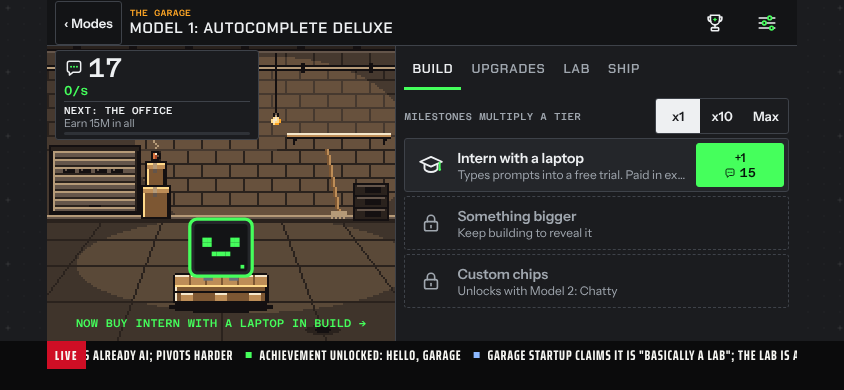 ‹ Modes
THE GARAGE
MODEL 1: AUTOCOMPLETE DELUXE
17
0/s
NEXT: THE OFFICE
Earn 15M in all
NOW BUY INTERN WITH A LAPTOP IN BUILD →
BUILD UPGRADES LAB SHIP
MILESTONES MULTIPLY A TIER
x1 x10 Max
Intern with a laptop
Types prompts into a free trial. Paid in ex...
+1
15
Something bigger
Keep building to reveal it
Custom chips
Unlocks with Model 2: Chatty
LIVE ALREADY AI; PIVOTS HARDER ■ ACHIEVEMENT UNLOCKED: HELLO, GARAGE ■ GARAGE STARTUP CLAIMS IT IS "BASICALLY A LAB"; THE LAB IS